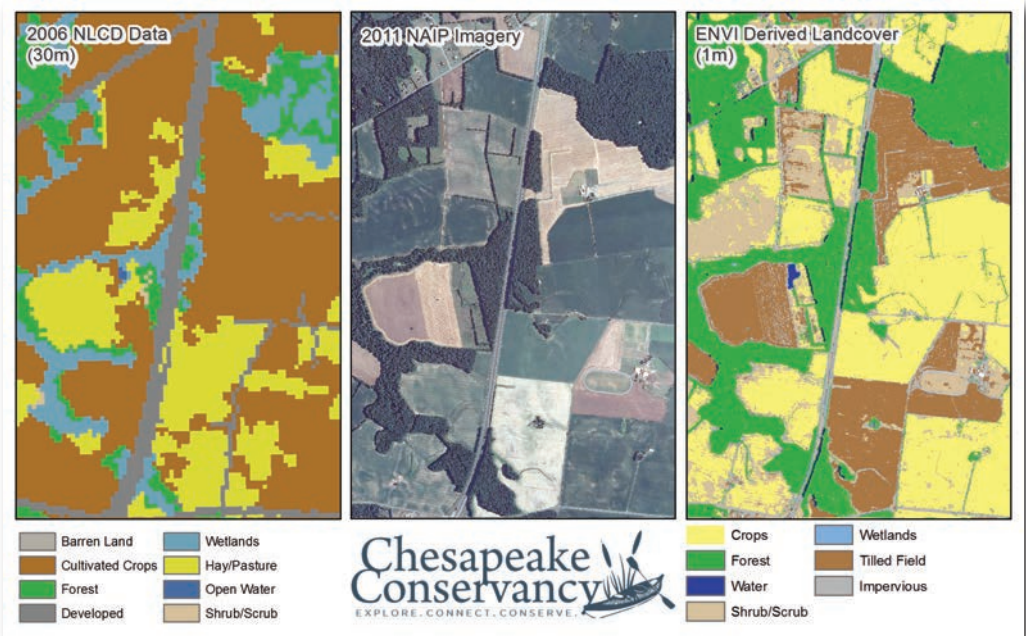 2006 NLCD Data
(30m)
2011 NAIP Imagery
ENVI Derived Landcover
(1m)
Barren Land
Cultivated Crops
Forest
Developed
Wetlands
Hay/Pasture
Open Water
Shrub/Scrub
Chesapeake
Conservancy
EXPLORE. CONNECT. CONSERVE.
Crops
Forest
Water
Shrub/Scrub
Wetlands
Tilled Field
Impervious